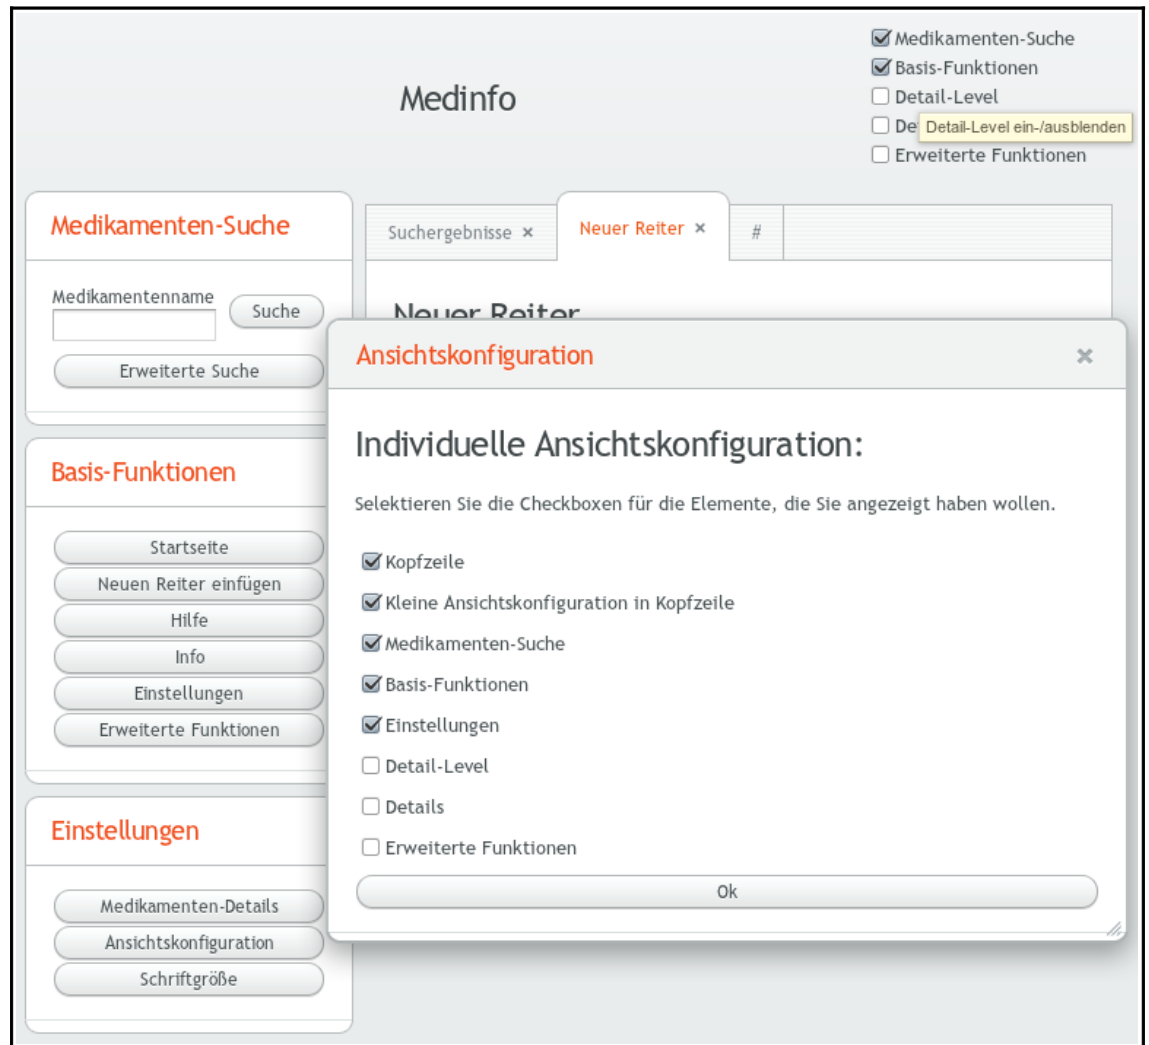 Medinfo
Medikamenten-Suche
Basis-Funktionen
Detail-Level
De
Detail-Level ein-/ausblenden
Erweiterte Funktionen
Medikamenten-Suche
Medikamentenname
Suche
Erweiterte Suche
Basis-Funktionen
Startseite
Neuen Reiter einfügen
Hilfe
Info
Einstellungen
Erweiterte Funktionen
Einstellungen
Medikamenten-Details
Ansichtskonfiguration
Schriftgröße
Suchergebnisse ×
Neuer Reiter ×
#
Neuer Reiter
Ansichtskonfiguration ×
Individuelle Ansichtskonfiguration:
Selektieren Sie die Checkboxen für die Elemente, die Sie angezeigt haben wollen.
Kopfzeile
Kleine Ansichtskonfiguration in Kopfzeile
Medikamenten-Suche
Basis-Funktionen
Einstellungen
Detail-Level
Details
Erweiterte Funktionen
Ok